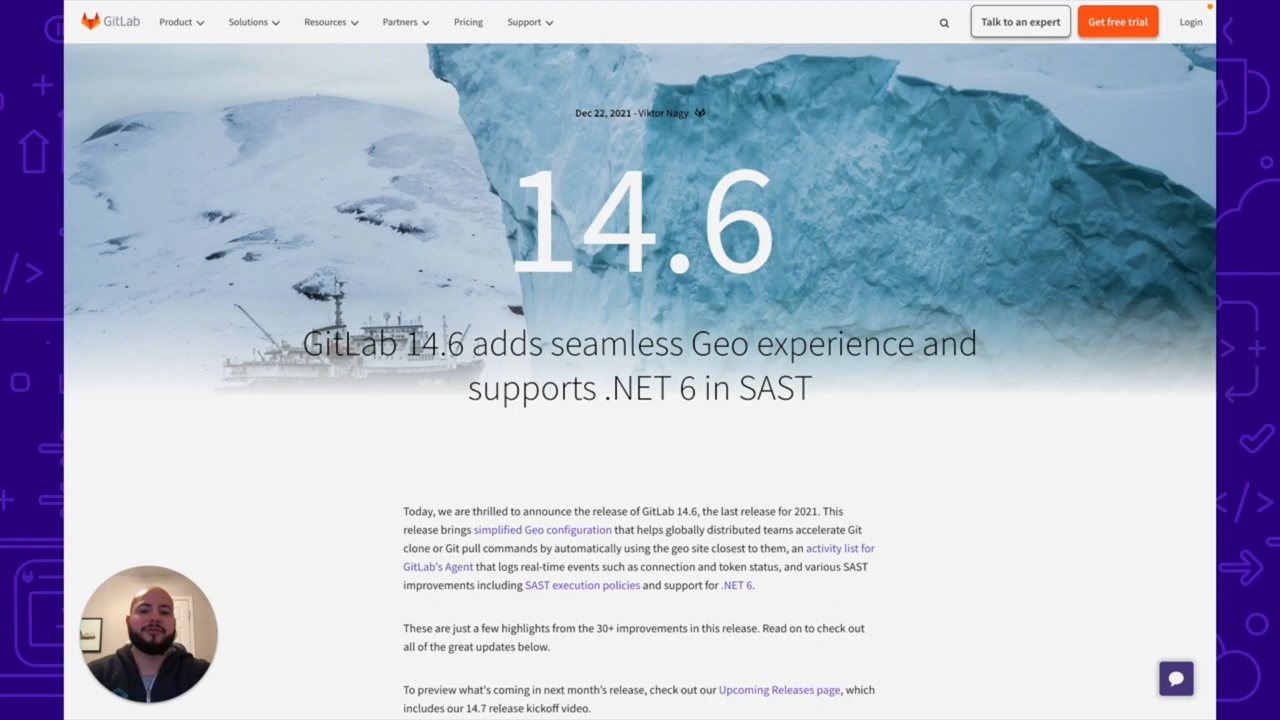 GitLab
Product
Solutions
Resources
Partners
Pricing
Support
Talk to an expert
Get free trial
Login
Dec 22, 2021 - Viktor Nagy
14.6
GitLab 14.6 adds seamless Geo experience and
supports .NET 6 in SAST
Today, we are thrilled to announce the release of GitLab 14.6, the last release for 2021. This
release brings simplified Geo configuration that helps globally distributed teams accelerate Git
clone or Git pull commands by automatically using the geo site closest to them, an activity list for
GitLab's Agent that logs real-time events such as connection and token status, and various SAST
improvements including SAST execution policies and support for .NET 6.
These are just a few highlights from the 30+ improvements in this release. Read on to check out
all of the great updates below.
To preview what's coming in next month's release, check out our Upcoming Releases page, which
includes our 14.7 release kickoff video.